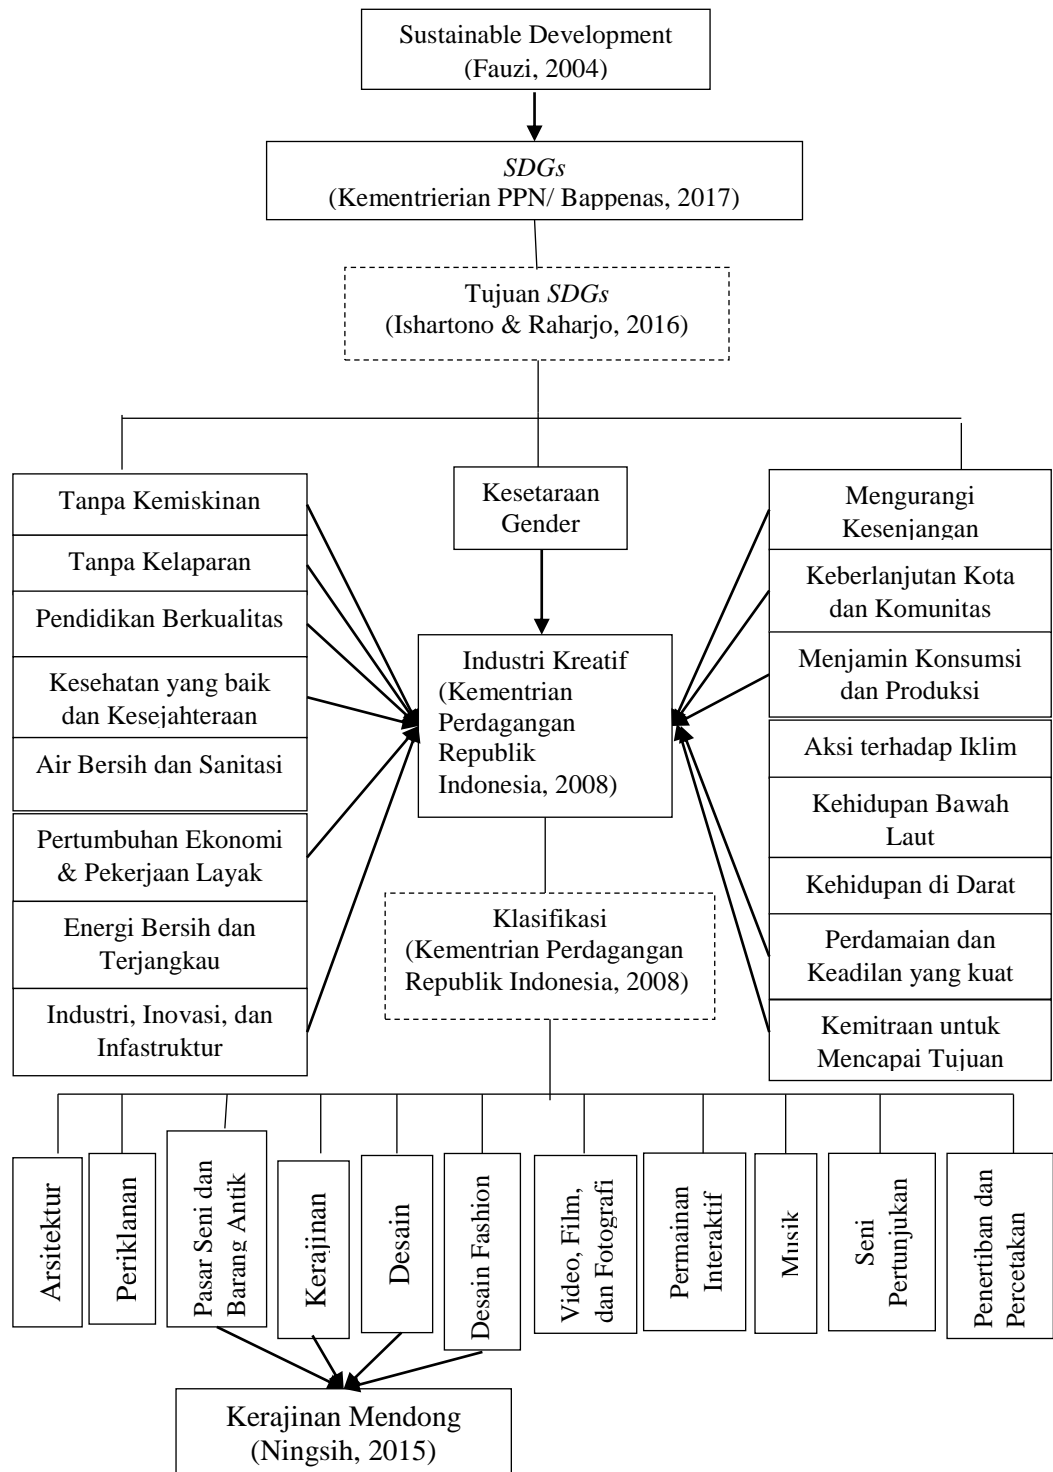 Sustainable Development
(Fauzi, 2004)
SDGs
(Kementrierian PPN/ Bappenas, 2017)
Tujuan SDGs
(Ishartono & Raharjo, 2016)
Tanpa Kemiskinan
Tanpa Kelaparan
Pendidikan Berkualitas
Kesehatan yang baik
dan Kesejahteraan
Air Bersih dan Sanitasi
Pertumbuhan Ekonomi
& Pekerjaan Layak
Energi Bersih dan
Terjangkau
Industri, Inovasi, dan
Infastruktur
Kesetaraan
Gender
Industri Kreatif
(Kementrian
Perdagangan
Republik
Indonesia, 2008)
Klasifikasi
(Kementrian Perdagangan
Republik Indonesia, 2008)
Mengurangi
Kesenjangan
Keberlanjutan Kota
dan Komunitas
Menjamin Konsumsi
dan Produksi
Aksi terhadap Iklim
Kehidupan Bawah
Laut
Kehidupan di Darat
Perdamaian dan
Keadilan yang kuat
Kemitraan untuk
Mencapai Tujuan
Arsitektur
Periklanan
Pasar Seni dan
Barang Antik
Kerajinan
Desain
Desain Fashion
Video, Film,
dan Fotografi
Permainan
Interaktif
Musik
Seni
Pertunjukan
Penertiban dan
Percetakan
Kerajinan Mendong
(Ningsih, 2015)